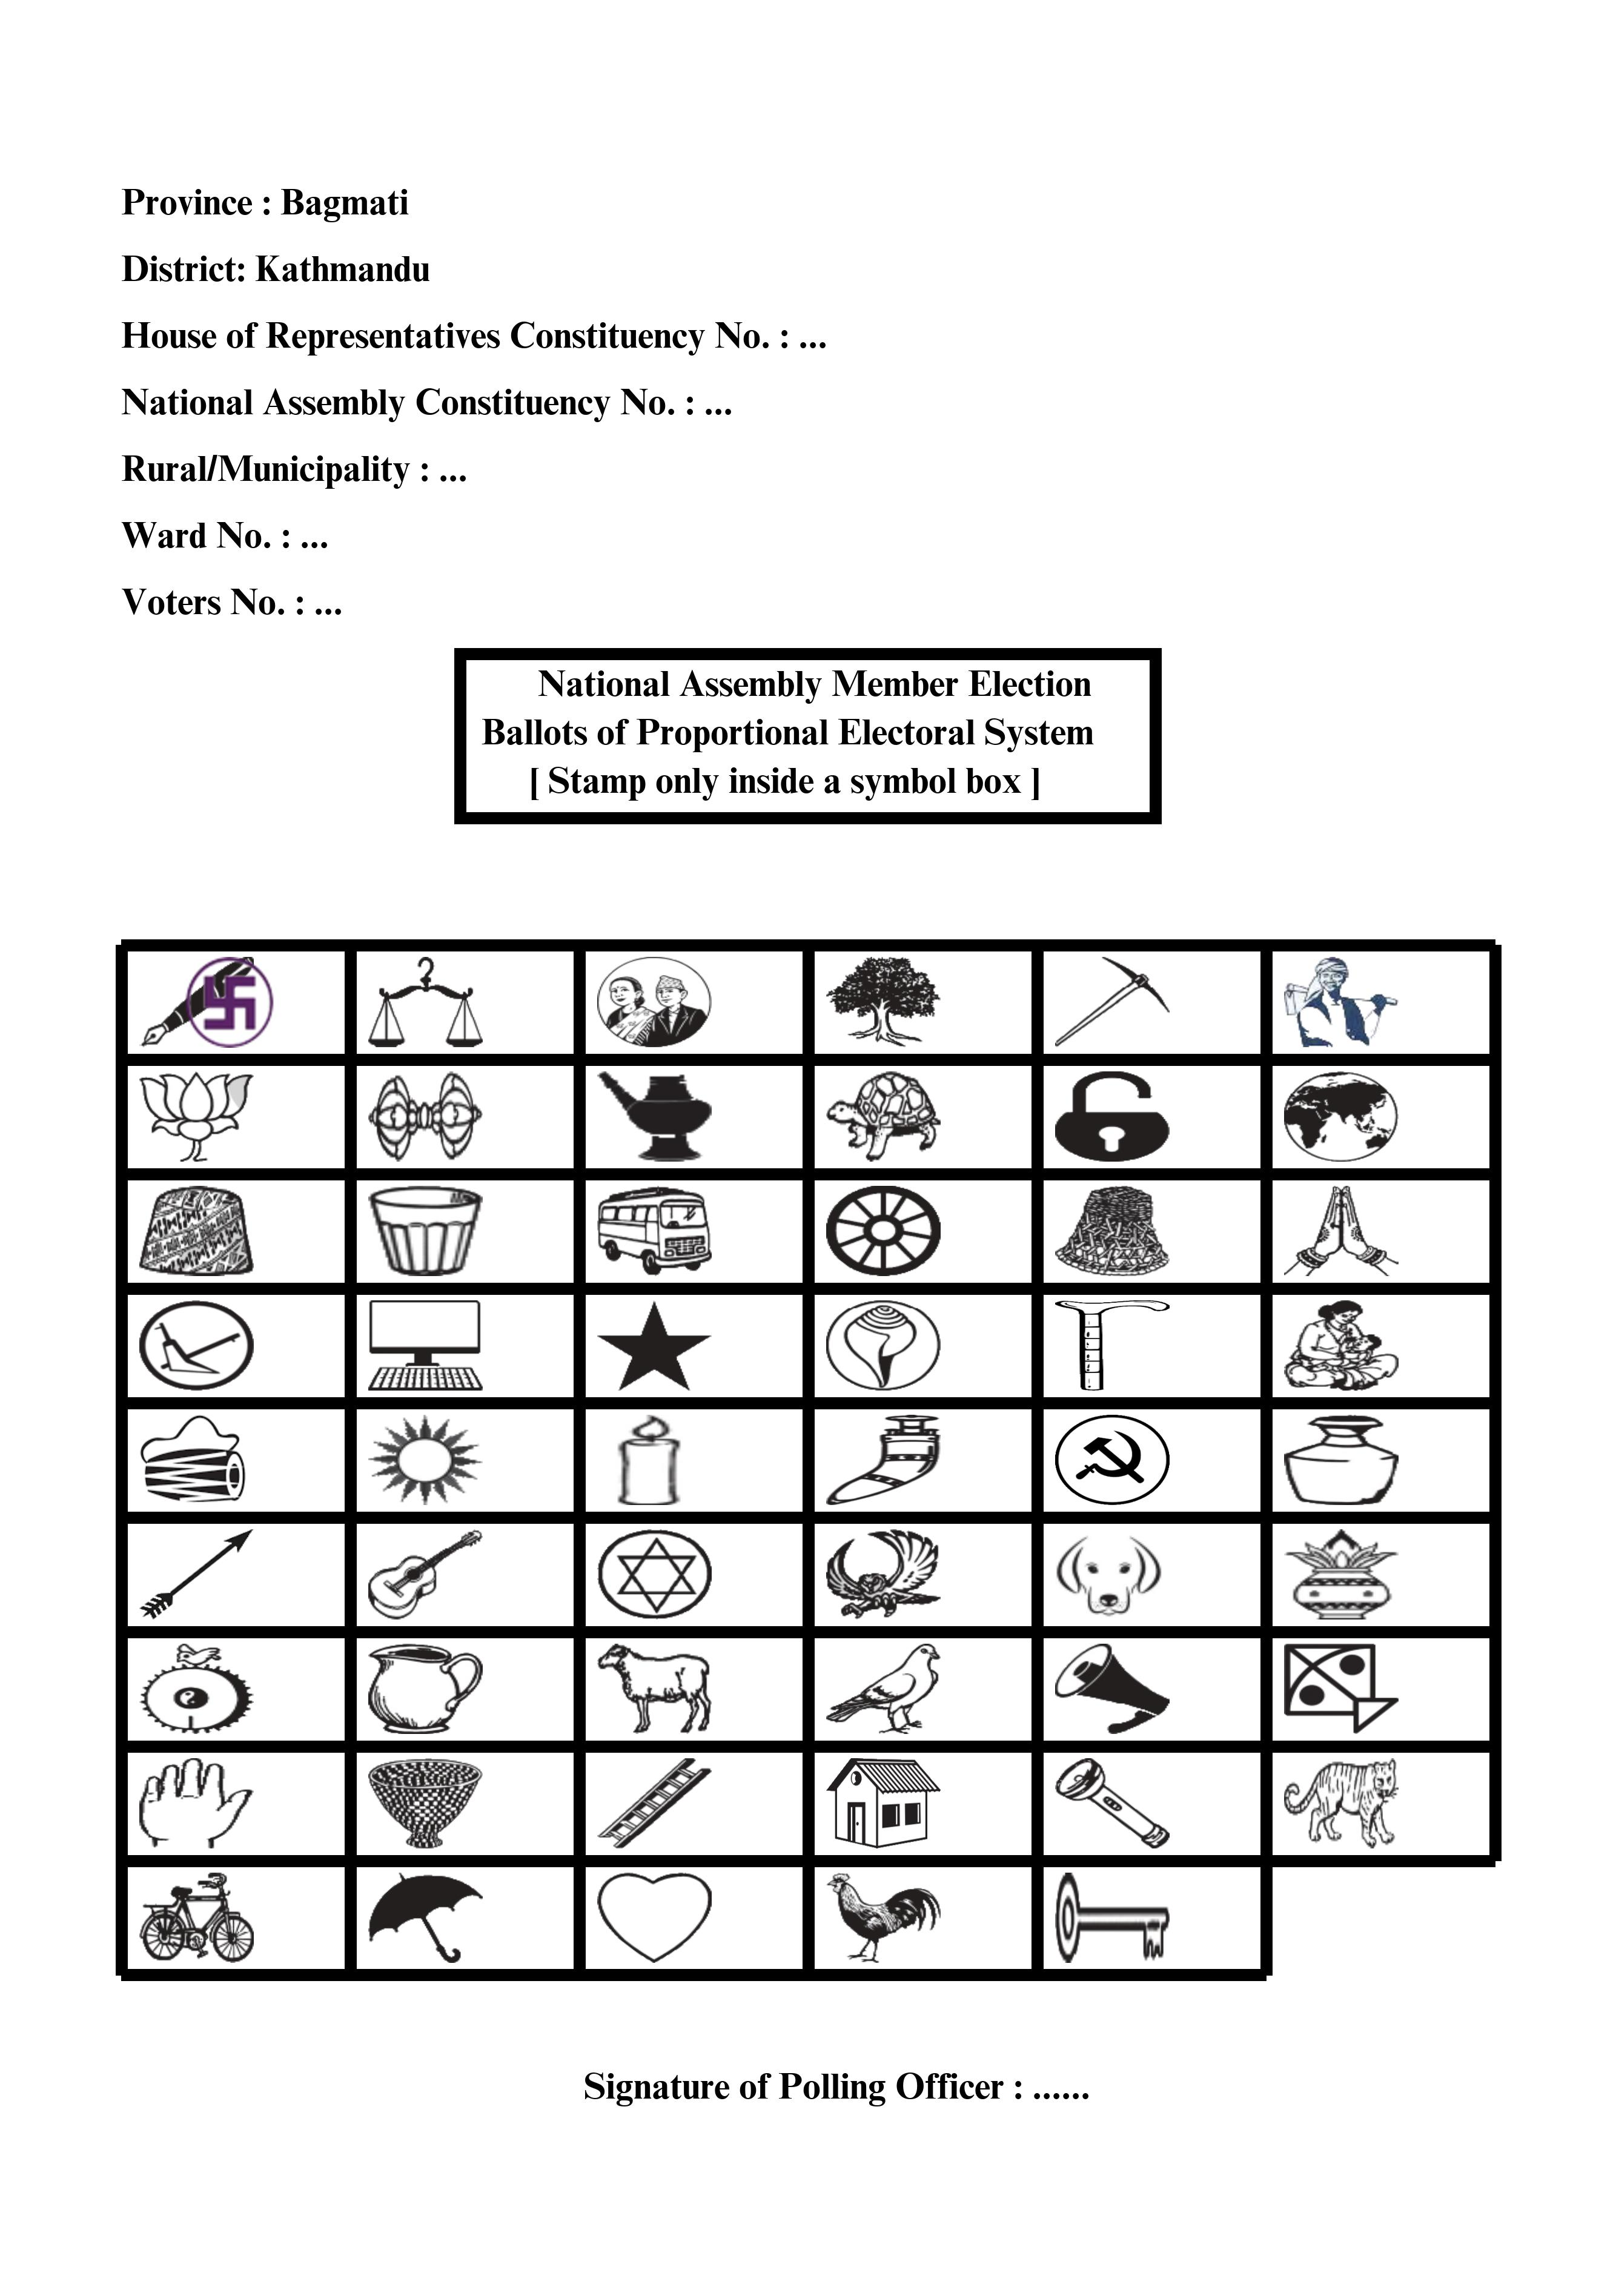 Province : Bagmati
District: Kathmandu
House of Representatives Constituency No. : ...
National Assembly Constituency No. : ...
Rural/Municipality : ...
Ward No. : ...
Voters No. : ...
National Assembly Member Election
Ballots of Proportional Electoral System
[ Stamp only inside a symbol box ]
Signature of Polling Officer : ......